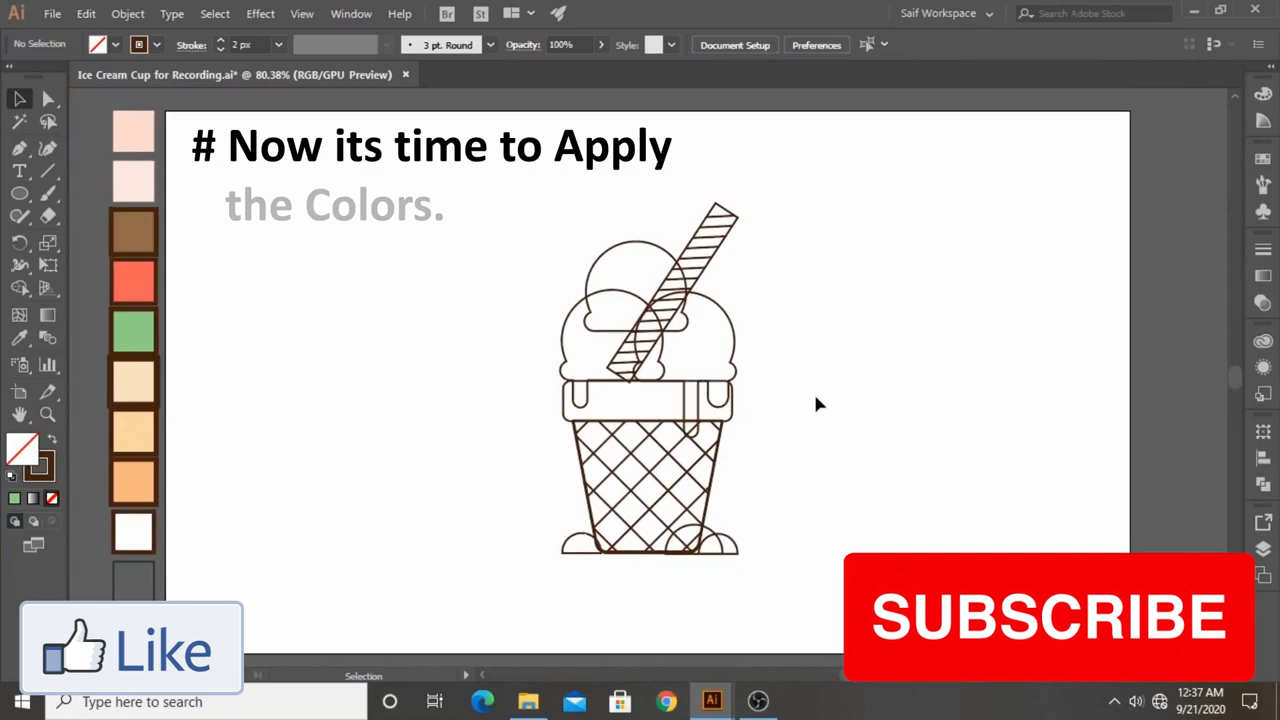 Ai File Edit Object Type Select Effect View Window Help Br St Saif Workspace Search Adobe Stock
No Selection Stroke: 2 px 3 pt. Round Opacity: 100% Style: Document Setup Preferences
Ice Cream Cup for Recording.ai* @ 80.38% (RGB/GPU Preview) ×
# Now its time to Apply
the Colors.
SUBSCRIBE
Like
Selection
Type here to search
Ai
12:37 AM
9/21/2020